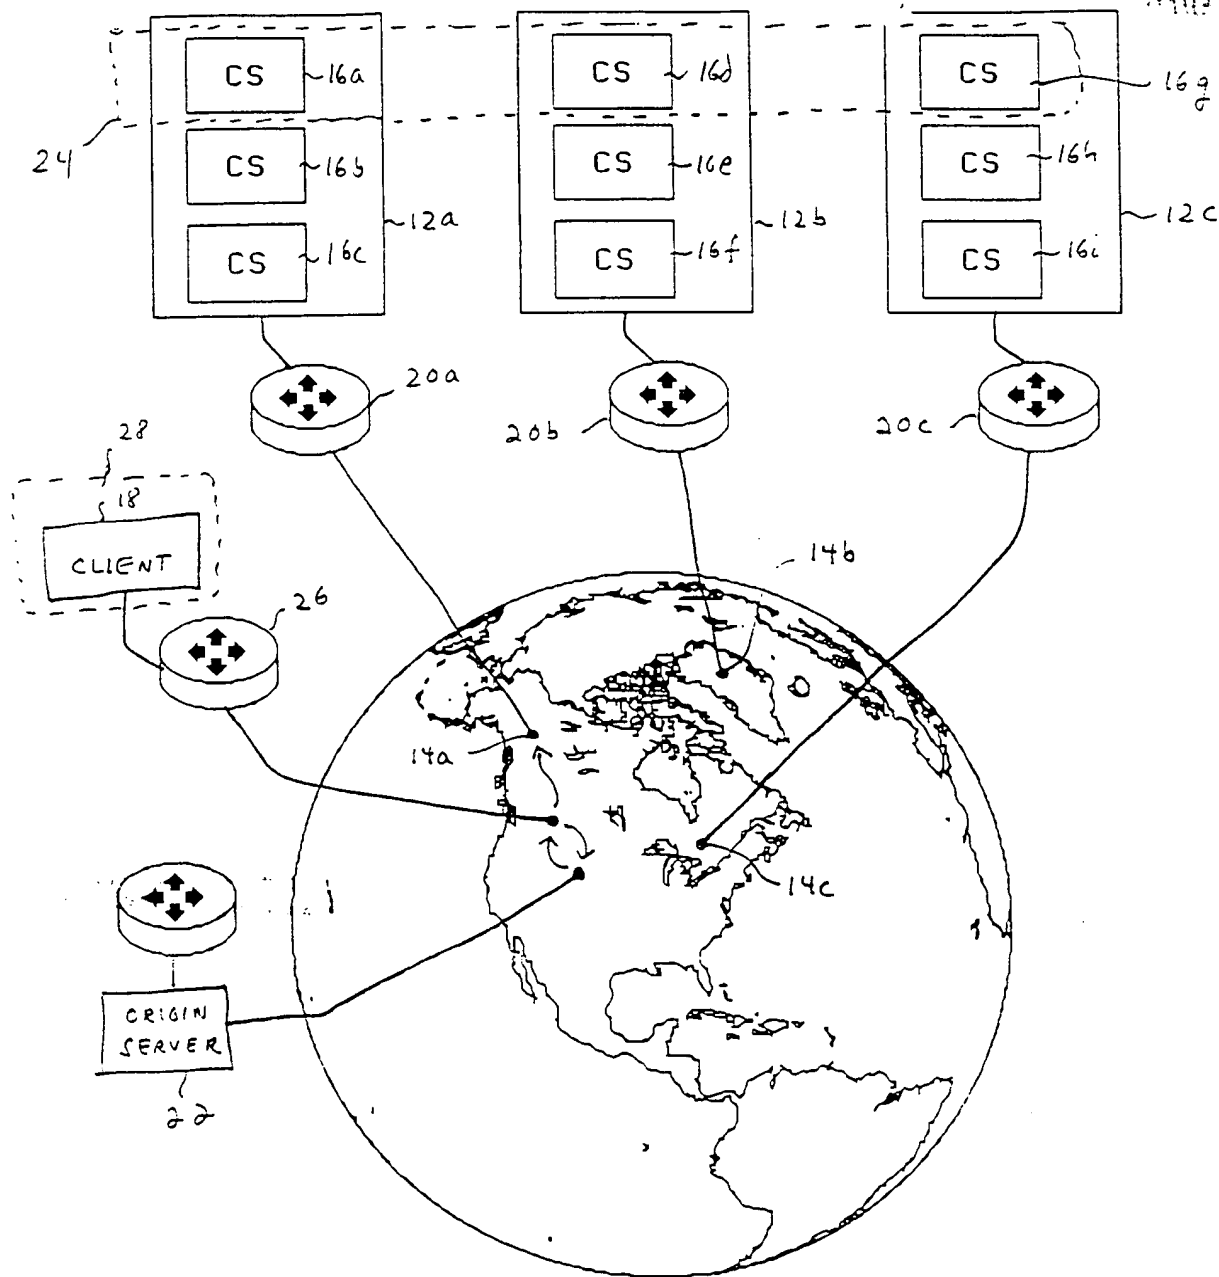 CS
16a
CS
16d
CS
16g
24
CS
16b
CS
16e
CS
16h
12a
12b
12c
CS
16c
CS
16f
CS
16i
20a
20b
20c
28
18
CLIENT
26
14b
14a
14c
ORIGIN
SERVER
22